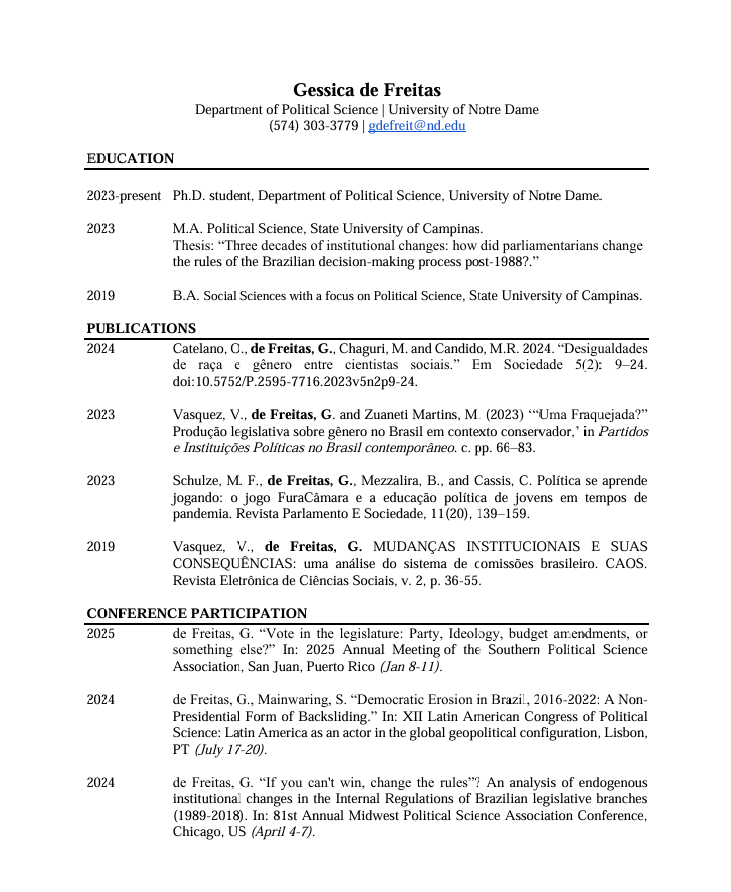 Gessica de Freitas
Department of Political Science | University of Notre Dame
(574) 303-3779 | gdefreit@nd.edu
EDUCATION
2023-present Ph.D. student, Department of Political Science, University of Notre Dame.
2023 M.A. Political Science, State University of Campinas.
Thesis: “Three decades of institutional changes: how did parliamentarians change
the rules of the Brazilian decision-making process post-1988?.”
2019 B.A. Social Sciences with a focus on Political Science, State University of Campinas.
PUBLICATIONS
2024 Catelano, O., de Freitas, G., Chaguri, M. and Candido, M.R. 2024. “Desigualdades
de raça e gênero entre cientistas sociais.” Em Sociedade 5(2): 9–24.
doi:10.5752/P.2595-7716.2023v5n2p9-24.
2023 Vasquez, V., de Freitas, G. and Zuaneti Martins, M. (2023) ‘“Uma Fraquejada?”
Produção legislativa sobre gênero no Brasil em contexto conservador,’ in Partidos
e Instituições Políticas no Brasil contemporâneo. c. pp. 66–83.
2023 Schulze, M. F., de Freitas, G., Mezzalira, B., and Cassis, C. Política se aprende
jogando: o jogo FuraCâmara e a educação política de jovens em tempos de
pandemia. Revista Parlamento E Sociedade, 11(20), 139–159.
2019 Vasquez, V., de Freitas, G. MUDANÇAS INSTITUCIONAIS E SUAS
CONSEQUÊNCIAS: uma análise do sistema de comissões brasileiro. CAOS.
Revista Eletrônica de Ciências Sociais, v. 2, p. 36-55.
CONFERENCE PARTICIPATION
2025 de Freitas, G. “Vote in the legislature: Party, Ideology, budget amendments, or
something else?” In: 2025 Annual Meeting of the Southern Political Science
Association, San Juan, Puerto Rico (Jan 8-11).
2024 de Freitas, G., Mainwaring, S. “Democratic Erosion in Brazil, 2016-2022: A Non-
Presidential Form of Backsliding.” In: XII Latin American Congress of Political
Science: Latin America as an actor in the global geopolitical configuration, Lisbon,
PT (July 17-20).
2024 de Freitas, G. “If you can't win, change the rules”? An analysis of endogenous
institutional changes in the Internal Regulations of Brazilian legislative branches
(1989-2018). In: 81st Annual Midwest Political Science Association Conference,
Chicago, US (April 4-7).